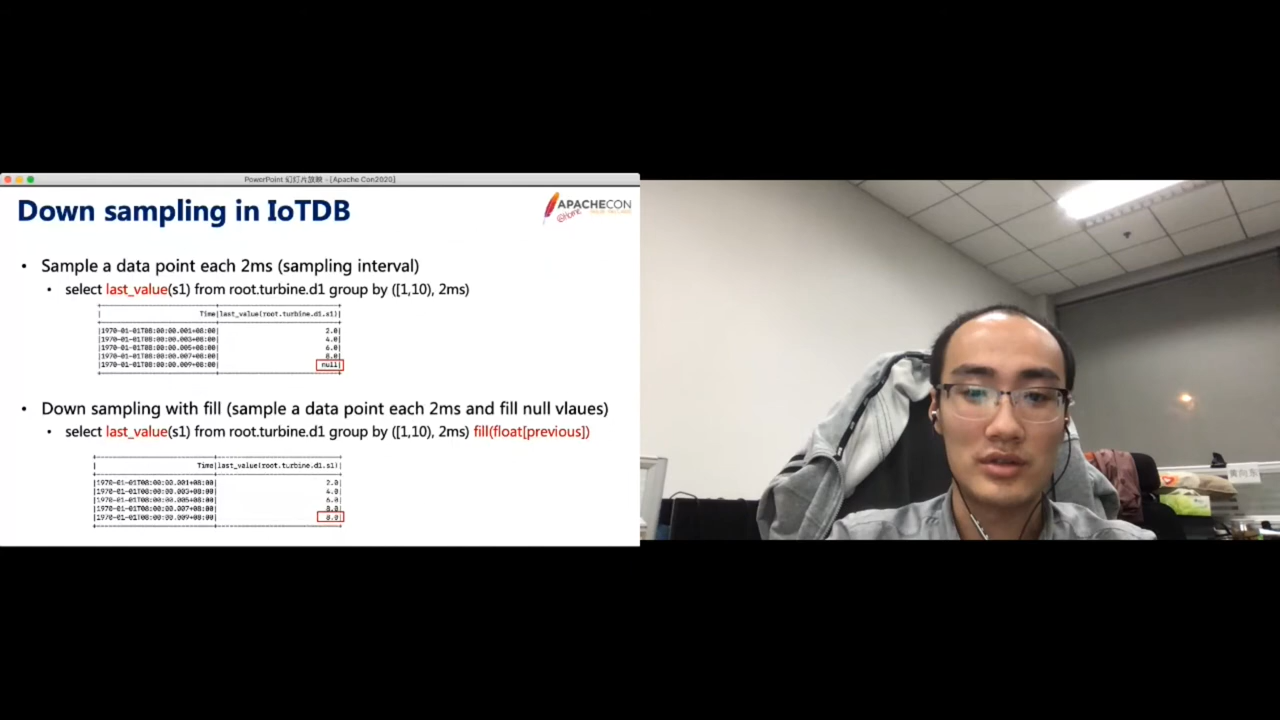 PowerPoint 幻灯片放映 - [Apache Con2020]
Down sampling in IoTDB
APACHECON
@Home
• Sample a data point each 2ms (sampling interval)
• select last_value(s1) from root.turbine.d1 group by ([1,10), 2ms)
| Time|last_value(root.turbine.d1.s1)|
|1970-01-01T08:00:00.001+08:00| 2.0|
|1970-01-01T08:00:00.003+08:00| 4.0|
|1970-01-01T08:00:00.005+08:00| 6.0|
|1970-01-01T08:00:00.007+08:00| 8.0|
|1970-01-01T08:00:00.009+08:00| null|
• Down sampling with fill (sample a data point each 2ms and fill null vlaues)
• select last_value(s1) from root.turbine.d1 group by ([1,10), 2ms) fill(float[previous])
| Time|last_value(root.turbine.d1.s1)|
|1970-01-01T08:00:00.001+08:00| 2.0|
|1970-01-01T08:00:00.003+08:00| 4.0|
|1970-01-01T08:00:00.005+08:00| 6.0|
|1970-01-01T08:00:00.007+08:00| 8.0|
|1970-01-01T08:00:00.009+08:00| 8.0|
黄向东